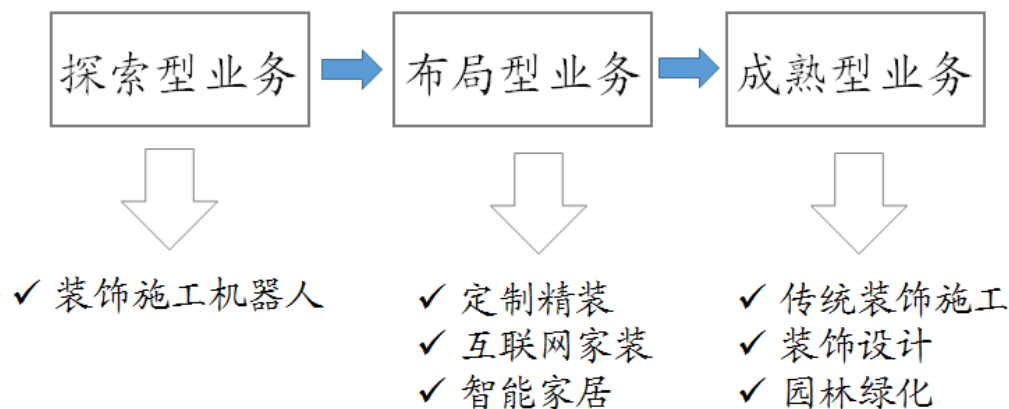 探索型业务
布局型业务
成熟型业务
✓ 装饰施工机器人
✓ 定制精装
✓ 互联网家装
✓ 智能家居
✓ 传统装饰施工
✓ 装饰设计
✓ 园林绿化